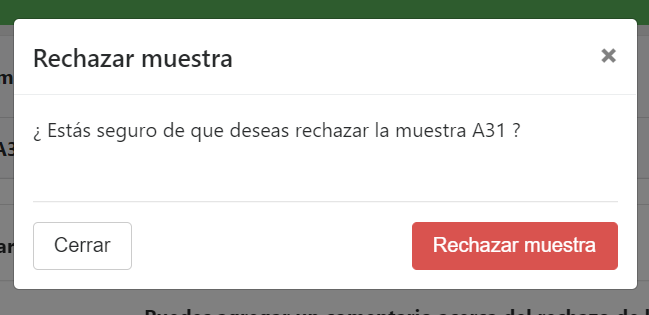 Rechazar muestra
×
¿ Estás seguro de que deseas rechazar la muestra A31 ?
Cerrar
Rechazar muestra